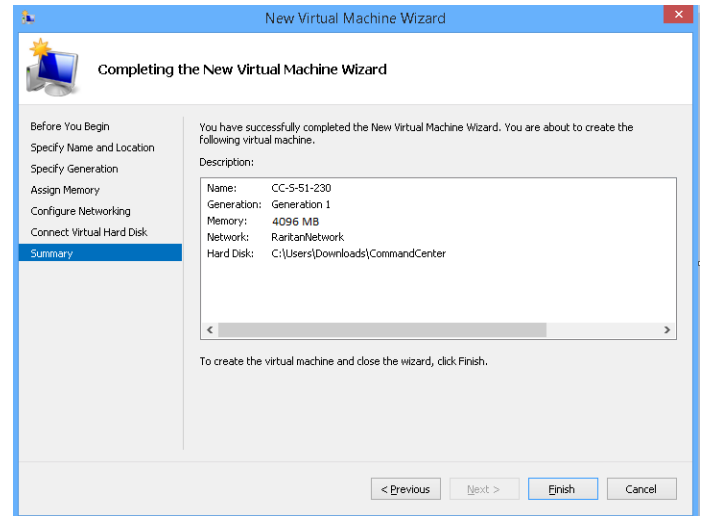 New Virtual Machine Wizard
Completing the New Virtual Machine Wizard
Before You Begin
Specify Name and Location
Specify Generation
Assign Memory
Configure Networking
Connect Virtual Hard Disk
Summary
You have successfully completed the New Virtual Machine Wizard. You are about to create the
following virtual machine.
Description:
Name: CC-S-51-230
Generation: Generation 1
Memory: 4096 MB
Network: RaritanNetwork
Hard Disk: C:\Users\Downloads\CommandCenter
To create the virtual machine and close the wizard, click Finish.
< Previous Next > Finish Cancel